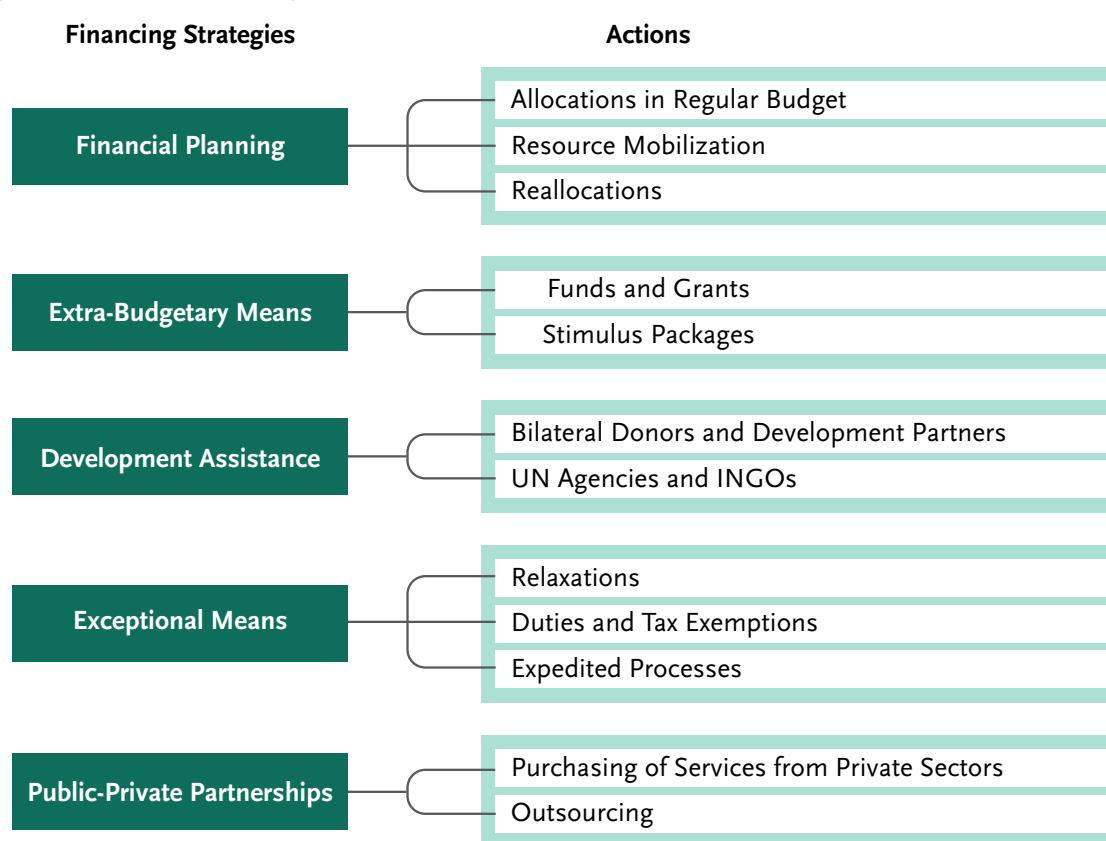 Financing Strategies
Actions
Financial Planning
Allocations in Regular Budget
Resource Mobilization
Reallocations
Extra-Budgetary Means
Funds and Grants
Stimulus Packages
Development Assistance
Bilateral Donors and Development Partners
UN Agencies and INGOs
Exceptional Means
Relaxations
Duties and Tax Exemptions
Expedited Processes
Public-Private Partnerships
Purchasing of Services from Private Sectors
Outsourcing